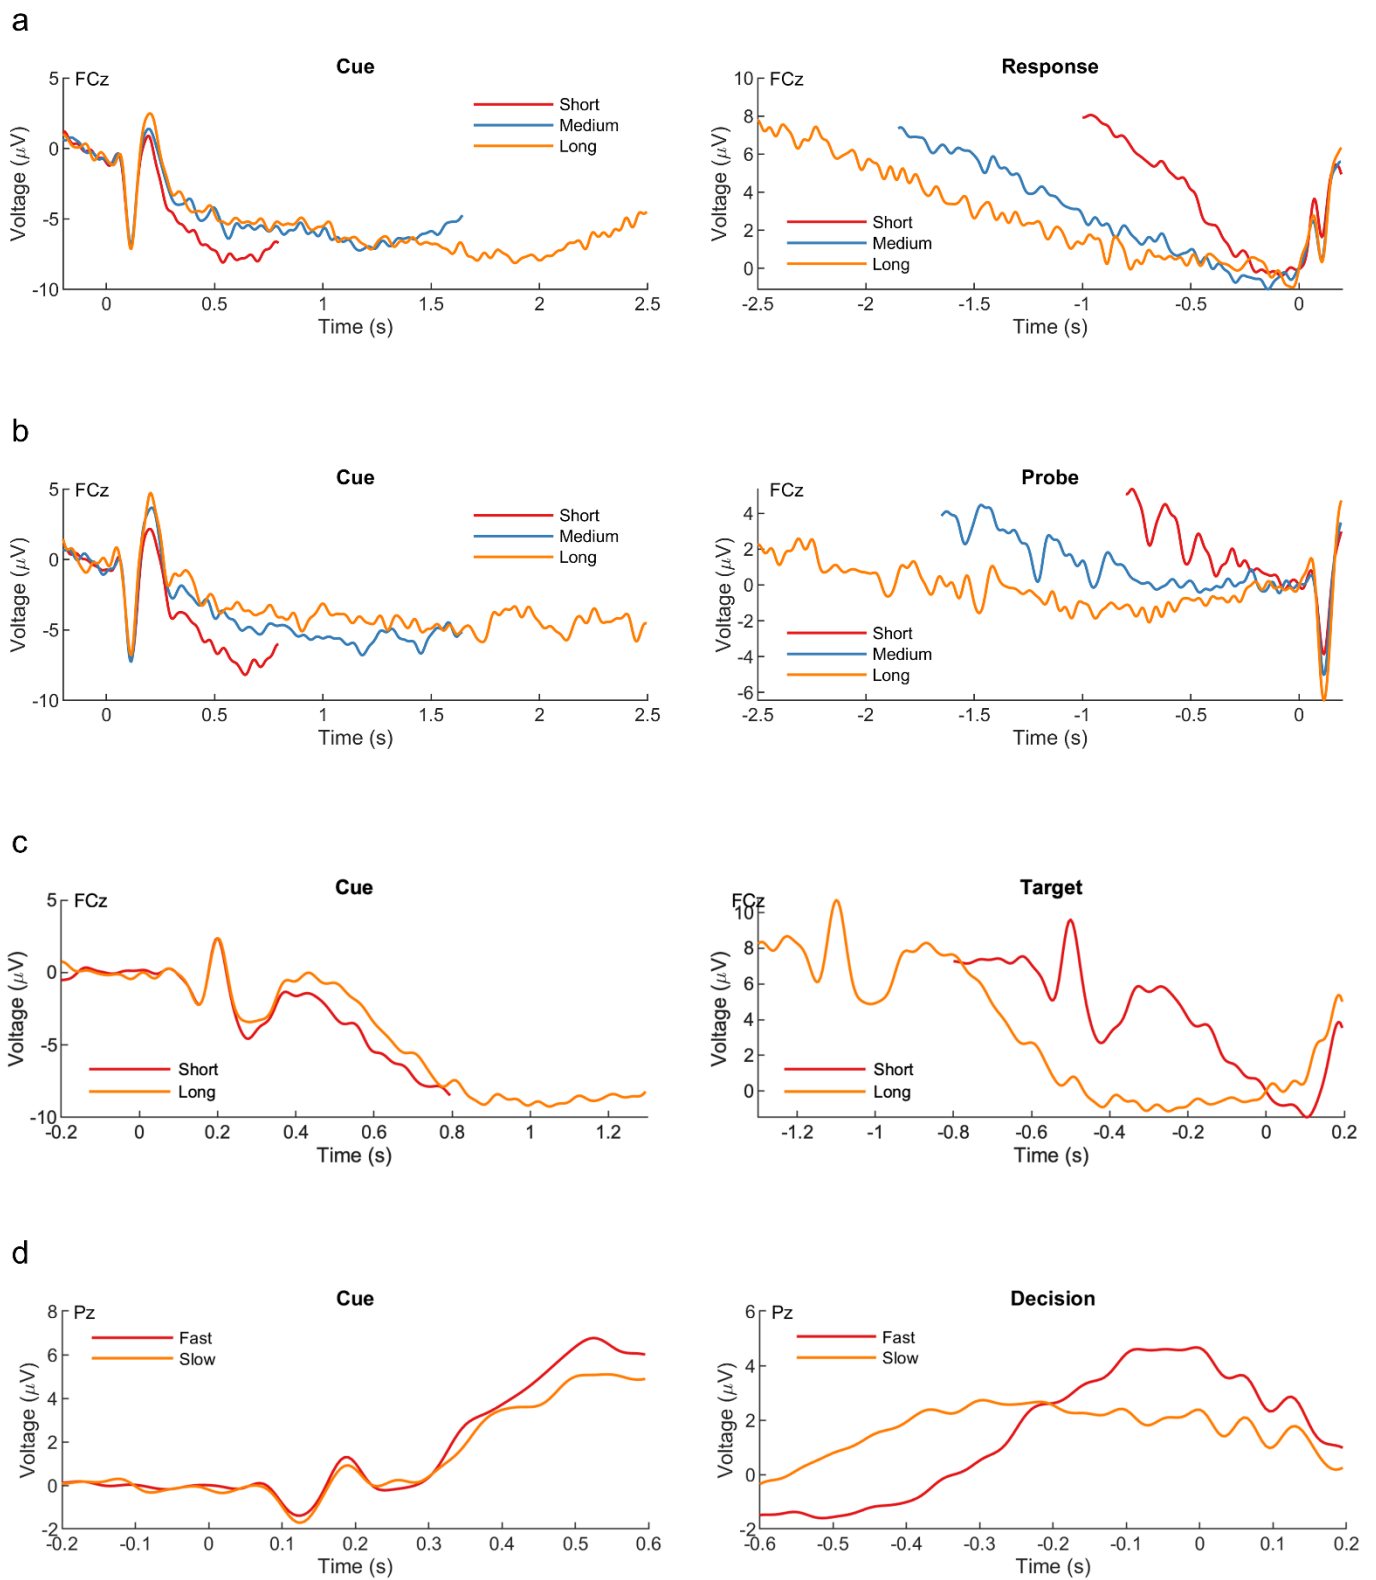 a
Cue
FCz
Short
Medium
Long
Voltage (μV)
5
0
-5
-10
0
0.5
1
1.5
2
2.5
Time (s)
Response
FCz
Short
Medium
Long
Voltage (μV)
10
8
6
4
2
0
-2.5
-2
-1.5
-1
-0.5
0
Time (s)
b
Cue
FCz
Short
Medium
Long
Voltage (μV)
5
0
-5
-10
0
0.5
1
1.5
2
2.5
Time (s)
Probe
FCz
Short
Medium
Long
Voltage (μV)
4
2
0
-2
-4
-6
-2.5
-2
-1.5
-1
-0.5
0
Time (s)
c
Cue
FCz
Short
Long
Voltage (μV)
5
0
-5
-10
-0.2
0
0.2
0.4
0.6
0.8
1
1.2
Time (s)
Target
FCz
Short
Long
Voltage (μV)
10
8
6
4
2
0
-1.2
-1
-0.8
-0.6
-0.4
-0.2
0
0.2
Time (s)
d
Cue
Pz
Fast
Slow
Voltage (μV)
8
6
4
2
0
-2
-0.2
-0.1
0
0.1
0.2
0.3
0.4
0.5
0.6
Time (s)
Decision
Pz
Fast
Slow
Voltage (μV)
6
4
2
0
-2
-0.6
-0.5
-0.4
-0.3
-0.2
-0.1
0
0.1
0.2
Time (s)